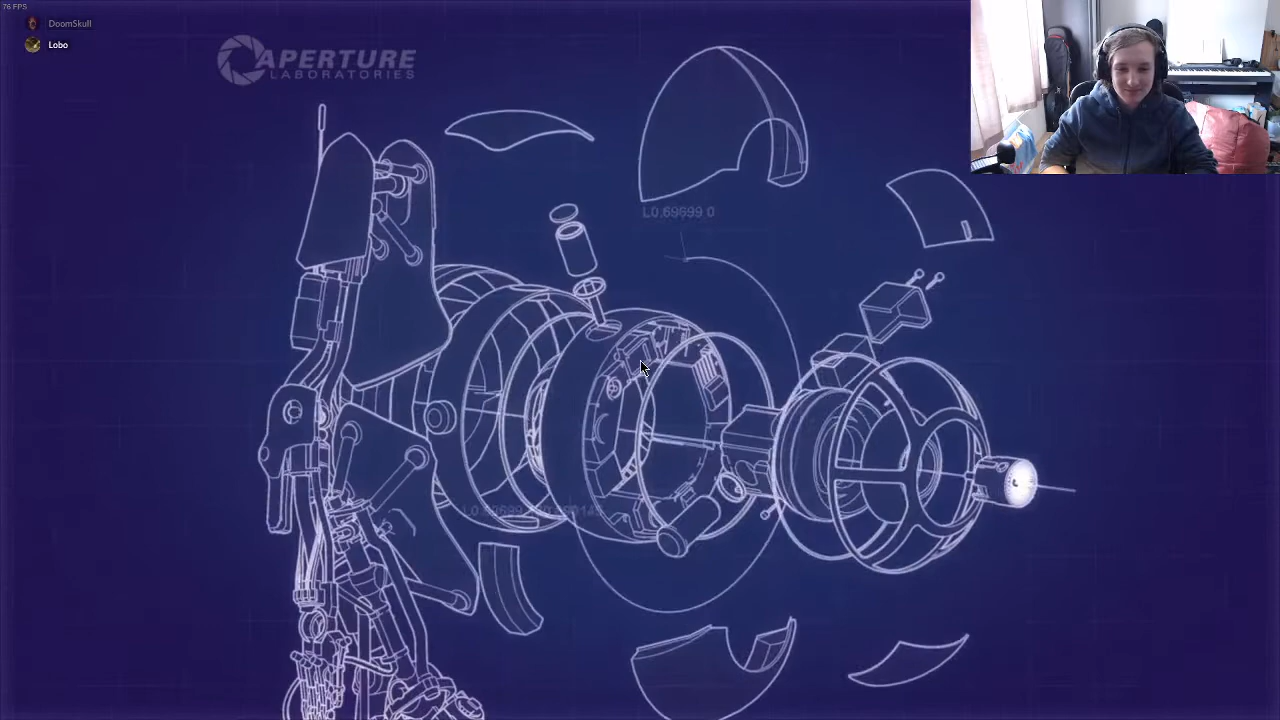 76 FPS
DoomSkull
Lobo
APERTURE
LABORATORIES
L0.69699 0